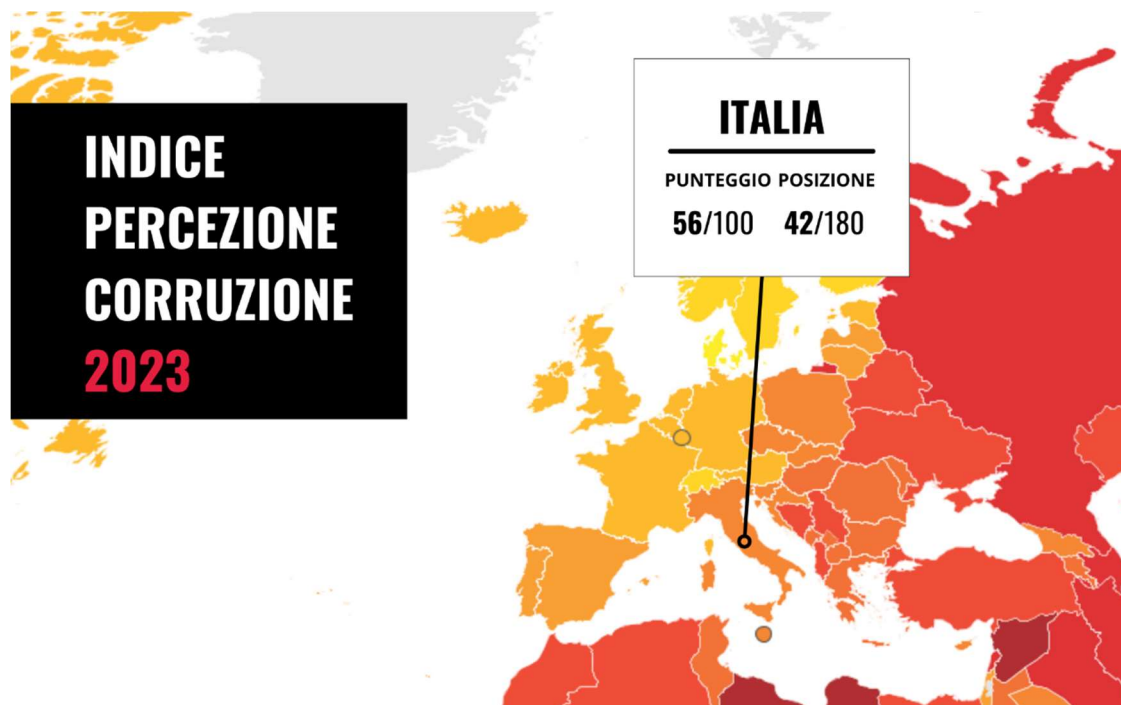 INDICE
PERCEZIONE
CORRUZIONE
2023
ITALIA
PUNTEGGIO POSIZIONE
56/100 42/180